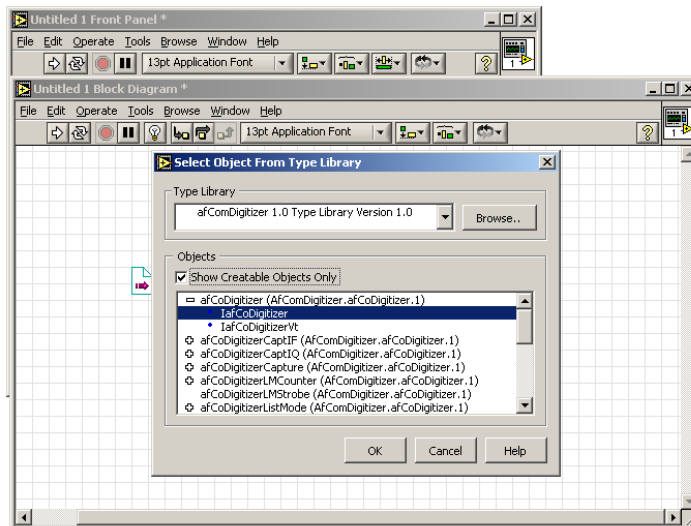 Untitled 1 Front Panel *
File Edit Operate Tools Browse Window Help
13pt Application Font
?
1
Untitled 1 Block Diagram *
File Edit Operate Tools Browse Window Help
13pt Application Font
?
1
Select Object From Type Library
Type Library
afComDigitizer 1.0 Type Library Version 1.0
Browse..
Objects
Show Creatable Objects Only
afCoDigitizer (AfComDigitizer.afCoDigitizer.1)
IafCoDigitizer
IafCoDigitizerVt
afCoDigitizerCaptIF (AfComDigitizer.afCoDigitizer.1)
afCoDigitizerCaptIQ (AfComDigitizer.afCoDigitizer.1)
afCoDigitizerCapture (AfComDigitizer.afCoDigitizer.1)
afCoDigitizerLMCounter (AfComDigitizer.afCoDigitizer.1)
afCoDigitizerLMStrobe (AfComDigitizer.afCoDigitizer.1)
afCoDigitizerListMode (AfComDigitizer.afCoDigitizer.1)
OK Cancel Help